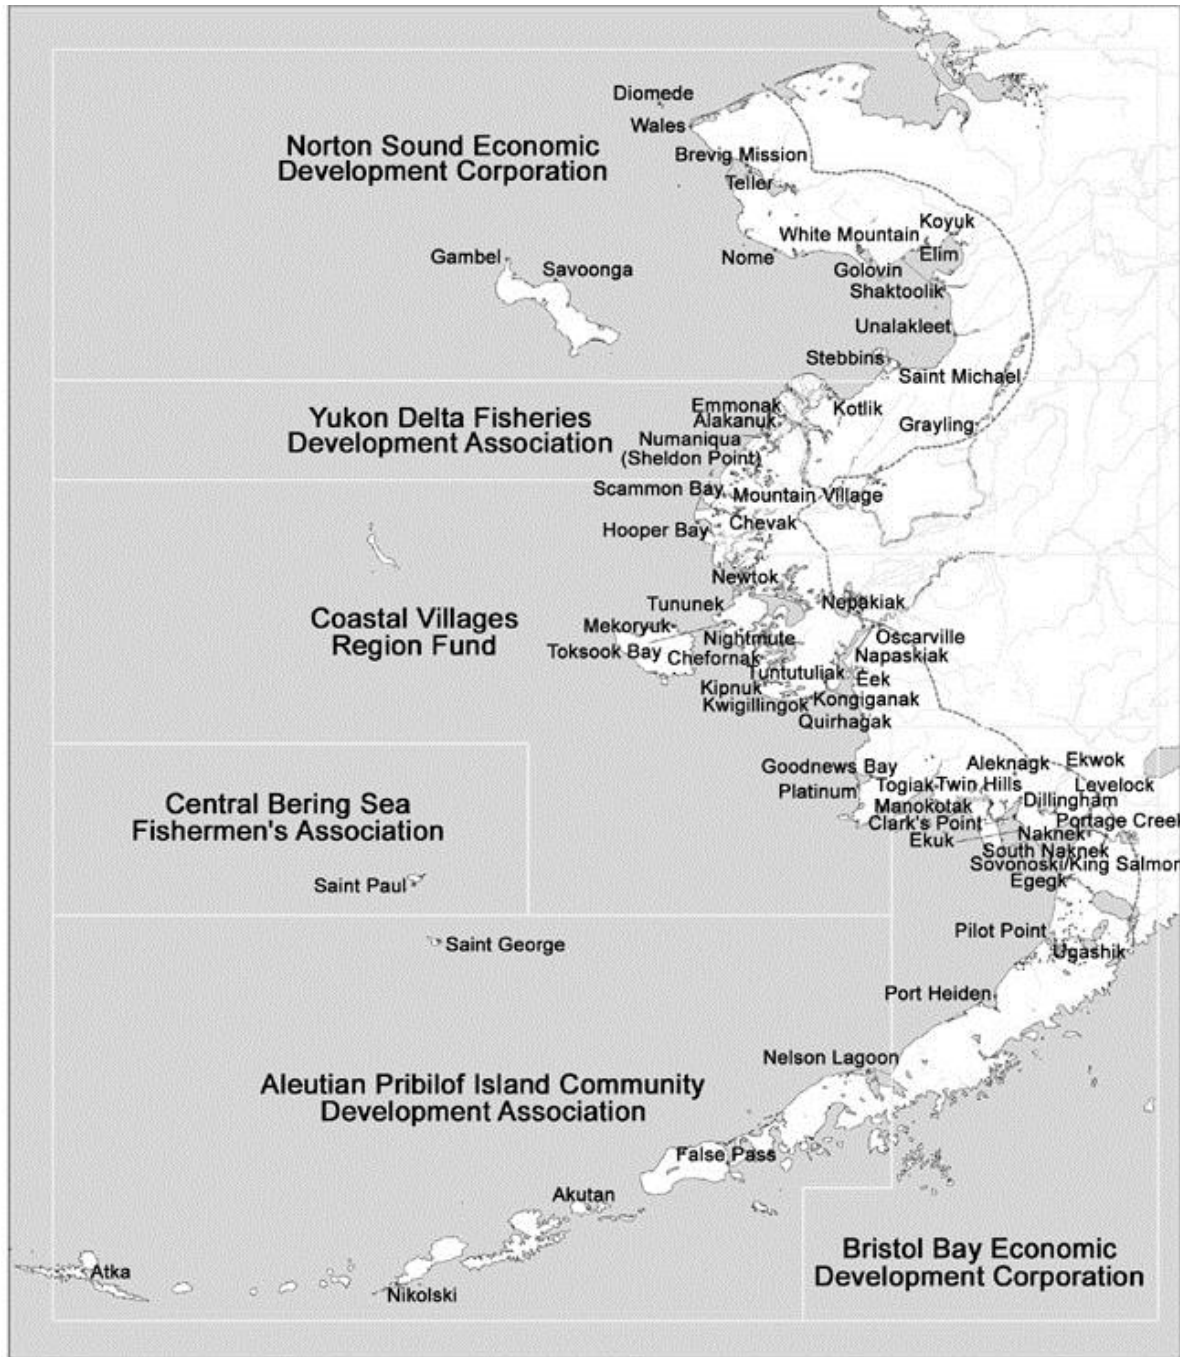 Diomede
Wales
Norton Sound Economic
Development Corporation
Brevig Mission
Teller
Koyuk
White Mountain
Elim
Nome
Gambel
Savoonga
Golovin
Shaktoolik
Unalakleet
Stebbins
Saint Michael
Yukon Delta Fisheries
Development Association
Emmonak
Kotlik
Alakanuk
Grayling
Numaniqua
(Sheldon Point)
Scammon Bay
Mountain Village
Chevak
Hooper Bay
Newtok
Coastal Villages
Region Fund
Tununek
Nepakiak
Mekoryuk
Nightmute
Oscarville
Toksook Bay
Chefornak
Napaskiak
Tuntutuliak
Eek
Kipnuk
Kongiganak
Kwigillingok
Quirhagak
Goodnews Bay
Aleknagk
Ekwok
Platinum
Togiak
Twin Hills
Levelock
Manokotak
Dillingham
Clark's Point
Portage Creek
Ekuk
Naknek
South Naknek
Sovonoski/King Salmon
Egegk
Central Bering Sea
Fishermen's Association
Saint Paul
Saint George
Pilot Point
Ugashik
Port Heiden
Nelson Lagoon
Aleutian Pribilof Island Community
Development Association
False Pass
Akutan
Atka
Nikolski
Bristol Bay Economic
Development Corporation